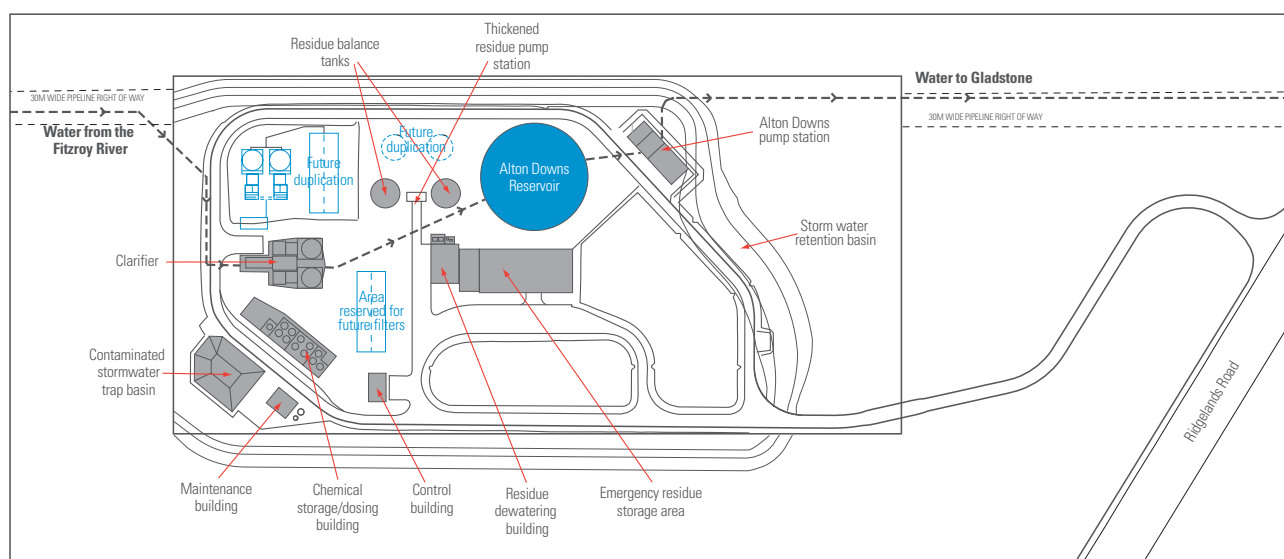 Thickened
residue pump
station
Residue balance
tanks
Water to Gladstone
30M WIDE PIPELINE RIGHT OF WAY
30M WIDE PIPELINE RIGHT OF WAY
Water from the
Fitzroy River
Alton Downs
pump station
Future
duplication
Future
duplication
Alton Downs
Reservoir
Storm water
retention basin
Clarifier
Area
reserved for
future filters
Contaminated
stormwater
trap basin
Ridgelands Road
Maintenance
building
Chemical
storage/dosing
building
Control
building
Residue
dewatering
building
Emergency residue
storage area